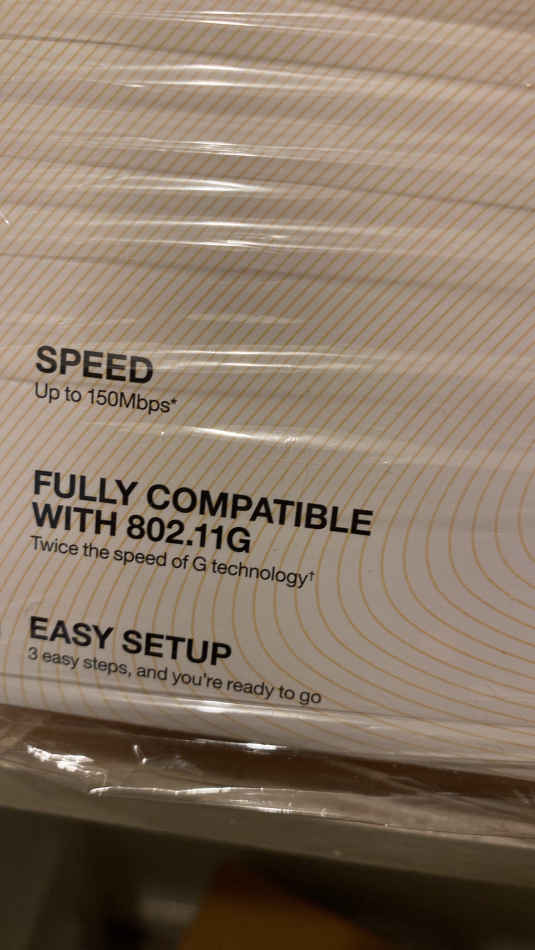 SPEED
Up to 150Mbps*
FULLY COMPATIBLE
WITH 802.11G
Twice the speed of G technology†
EASY SETUP
3 easy steps, and you're ready to go